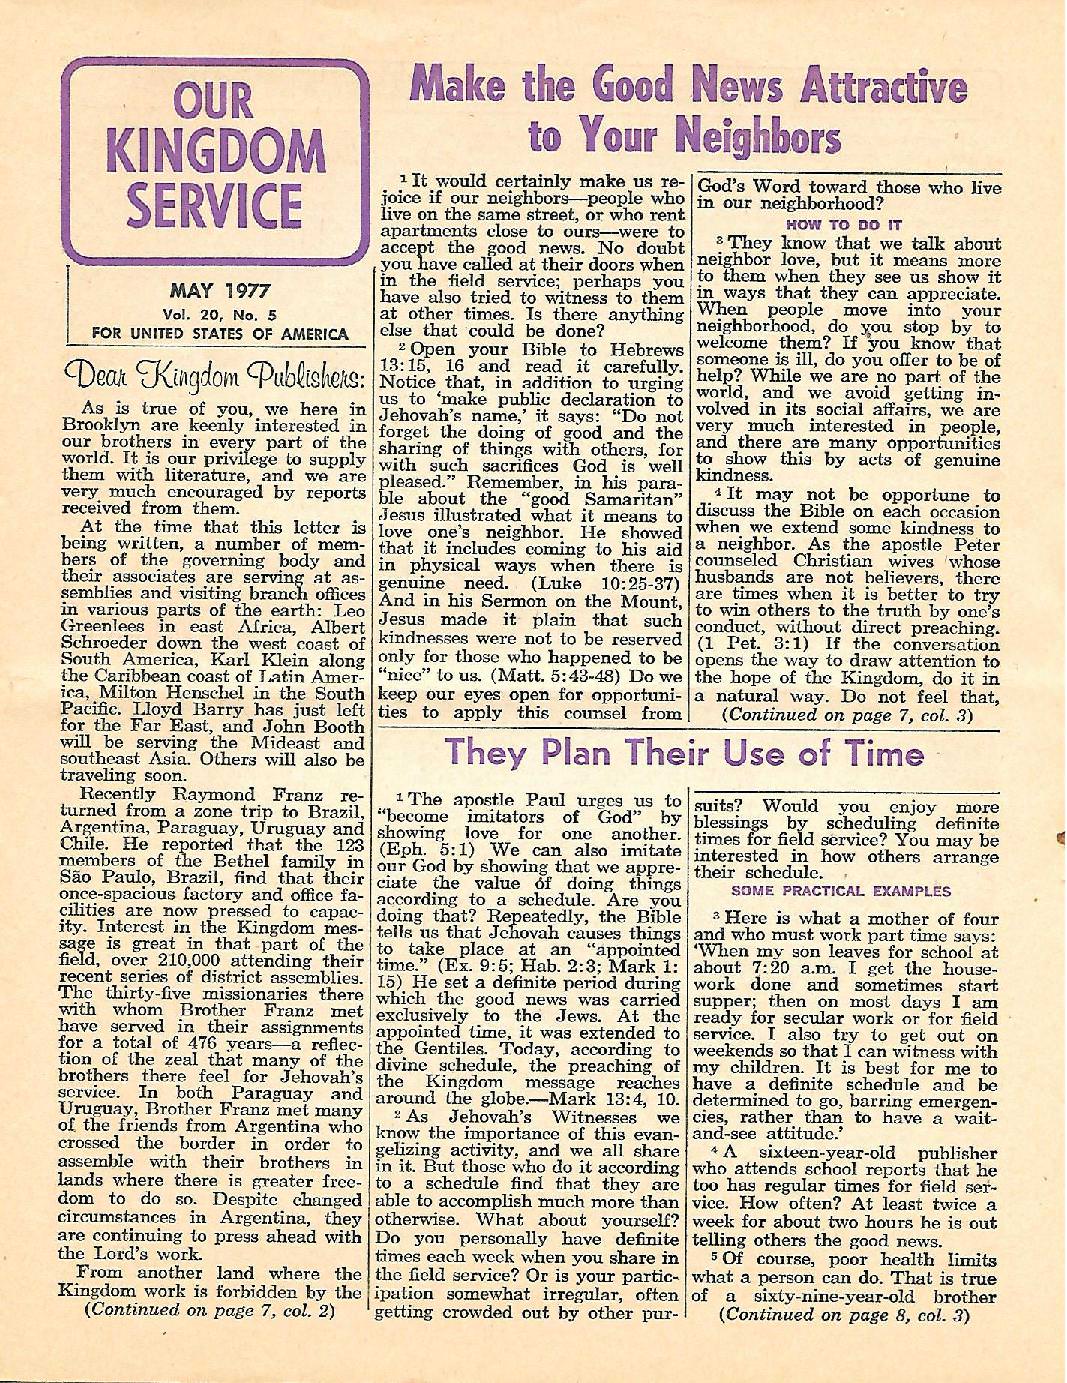 OUR
KINGDOM
SERVICE
MAY 1977
Vol. 20, No. 5
FOR UNITED STATES OF AMERICA
Dear Kingdom Publishers:
As is true of you, we here in
Brooklyn are keenly interested in
our brothers in every part of the
world. It is our privilege to supply
them with literature, and we are
very much encouraged by reports
received from them.
At the time that this letter is
being written, a number of mem-
bers of the governing body and
their associates are serving at as-
semblies and visiting branch offices
in various parts of the earth: Leo
Greenlees in east Africa, Albert
Schroeder down the west coast of
South America, Karl Klein along
the Caribbean coast of Latin Amer-
ica, Milton Henschel in the South
Pacific. Lloyd Barry has just left
for the Far East, and John Booth
will be serving the Mideast and
southeast Asia. Others will also be
traveling soon.
Recently Raymond Franz re-
turned from a zone trip to Brazil,
Argentina, Paraguay, Uruguay and
Chile. He reported that the 123
members of the Bethel family in
São Paulo, Brazil, find that their
once-spacious factory and office fa-
cilities are now pressed to capac-
ity. Interest in the Kingdom mes-
sage is great in that part of the
field, over 210,000 attending their
recent series of district assemblies.
The thirty-five missionaries there
with whom Brother Franz met
have served in their assignments
for a total of 476 years—a reflec-
tion of the zeal that many of the
brothers there feel for Jehovah's
service. In both Paraguay and
Uruguay, Brother Franz met many
of the friends from Argentina who
crossed the border in order to
assemble with their brothers in
lands where there is greater free-
dom to do so. Despite changed
circumstances in Argentina, they
are continuing to press ahead with
the Lord's work.
From another land where the
Kingdom work is forbidden by the
(Continued on page 7, col. 2)
Make the Good News Attractive
to Your Neighbors
1 It would certainly make us re-
joice if our neighbors—people who
live on the same street, or who rent
apartments close to ours—were to
accept the good news. No doubt
you have called at their doors when
in the field service; perhaps you
have also tried to witness to them
at other times. Is there anything
else that could be done?
2 Open your Bible to Hebrews
13:15, 16 and read it carefully.
Notice that, in addition to urging
us to 'make public declaration to
Jehovah's name,' it says: "Do not
forget the doing of good and the
sharing of things with others, for
with such sacrifices God is well
pleased." Remember, in his para-
ble about the "good Samaritan"
Jesus illustrated what it means to
love one's neighbor. He showed
that it includes coming to his aid
in physical ways when there is
genuine need. (Luke 10:25-37)
And in his Sermon on the Mount,
Jesus made it plain that such
kindnesses were not to be reserved
only for those who happened to be
"nice" to us. (Matt. 5:43-48) Do we
keep our eyes open for opportuni-
ties to apply this counsel from
God's Word toward those who live
in our neighborhood?
HOW TO DO IT
3 They know that we talk about
neighbor love, but it means more
to them when they see us show it
in ways that they can appreciate.
When people move into your
neighborhood, do you stop by to
welcome them? If you know that
someone is ill, do you offer to be of
help? While we are no part of the
world, and we avoid getting in-
volved in its social affairs, we are
very much interested in people,
and there are many opportunities
to show this by acts of genuine
kindness.
4 It may not be opportune to
discuss the Bible on each occasion
when we extend some kindness to
a neighbor. As the apostle Peter
counseled Christian wives whose
husbands are not believers, there
are times when it is better to try
to win others to the truth by one's
conduct, without direct preaching.
(1 Pet. 3:1) If the conversation
opens the way to draw attention to
the hope of the Kingdom, do it in
a natural way. Do not feel that,
(Continued on page 7, col. 3)
They Plan Their Use of Time
1 The apostle Paul urges us to
"become imitators of God" by
showing love for one another.
(Eph. 5:1) We can also imitate
our God by showing that we appre-
ciate the value of doing things
according to a schedule. Are you
doing that? Repeatedly, the Bible
tells us that Jehovah causes things
to take place at an "appointed
time." (Ex. 9:5; Hab. 2:3; Mark 1:
15) He set a definite period during
which the good news was carried
exclusively to the Jews. At the
appointed time, it was extended to
the Gentiles. Today, according to
divine schedule, the preaching of
the Kingdom message reaches
around the globe.—Mark 13:4, 10.
2 As Jehovah's Witnesses we
know the importance of this evan-
gelizing activity, and we all share
in it. But those who do it according
to a schedule find that they are
able to accomplish much more than
otherwise. What about yourself?
Do you personally have definite
times each week when you share in
the field service? Or is your partic-
ipation somewhat irregular, often
getting crowded out by other pur-
suits? Would you enjoy more
blessings by scheduling definite
times for field service? You may be
interested in how others arrange
their schedule.
SOME PRACTICAL EXAMPLES
3 Here is what a mother of four
and who must work part time says:
'When my son leaves for school at
about 7:20 a.m. I get the house-
work done and sometimes start
supper; then on most days I am
ready for secular work or for field
service. I also try to get out on
weekends so that I can witness with
my children. It is best for me to
have a definite schedule and be
determined to go, barring emergen-
cies, rather than to have a wait-
and-see attitude.'
4 A sixteen-year-old publisher
who attends school reports that he
too has regular times for field ser-
vice. How often? At least twice a
week for about two hours he is out
telling others the good news.
5 Of course, poor health limits
what a person can do. That is true
of a sixty-nine-year-old brother
(Continued on page 8, col. 3)